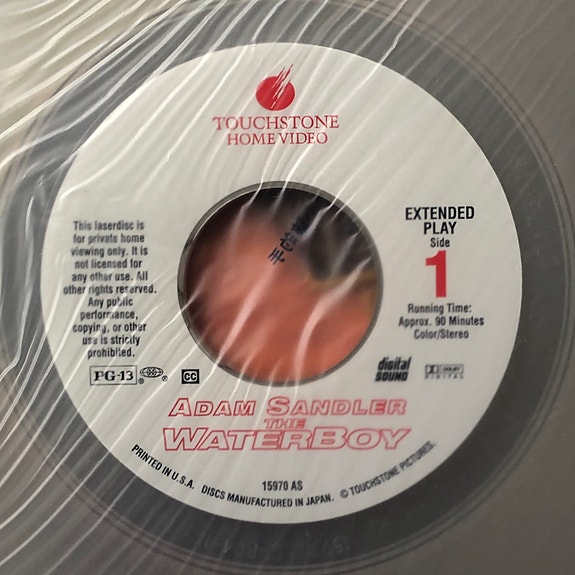 TOUCHSTONE
HOME VIDEO
This laserdisc is
for private home
viewing only. It is
not licensed for
any other use. All
other rights reserved.
Any public
performance,
copying, or other
use is strictly
prohibited.
PG-13
CC
EXTENDED
PLAY
Side
1
Running Time:
Approx. 90 Minutes
Color/Stereo
digital
SOUND
DOLBY
DIGITAL
ADAM SANDLER
THE
WATERBOY
15970 AS
PRINTED IN U.S.A. DISCS MANUFACTURED IN JAPAN. © TOUCHSTONE PICTURES.